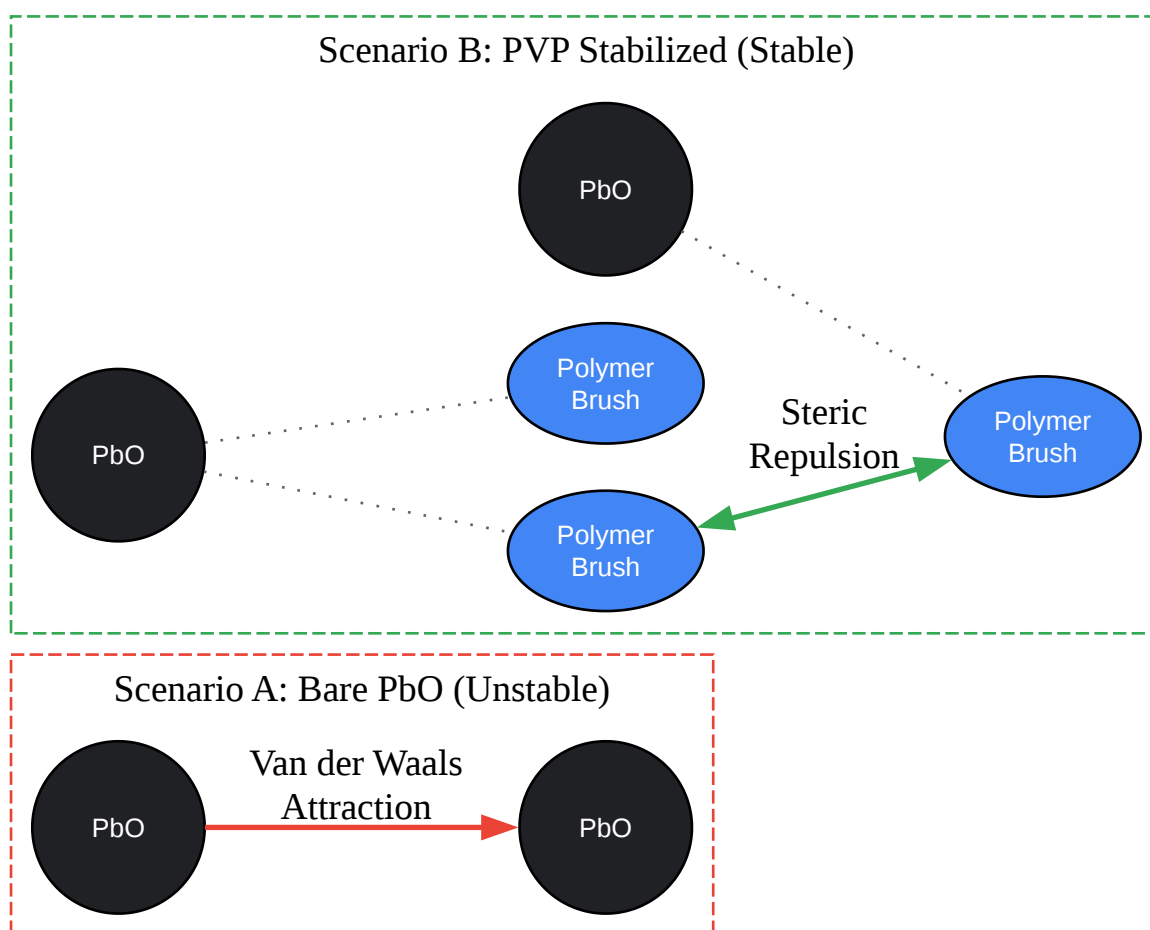 Scenario B: PVP Stabilized (Stable)
PbO
Polymer
Brush
Steric
Repulsion
Polymer
Brush
PbO
Polymer
Brush
Scenario A: Bare PbO (Unstable)
Van der Waals
Attraction
PbO
PbO